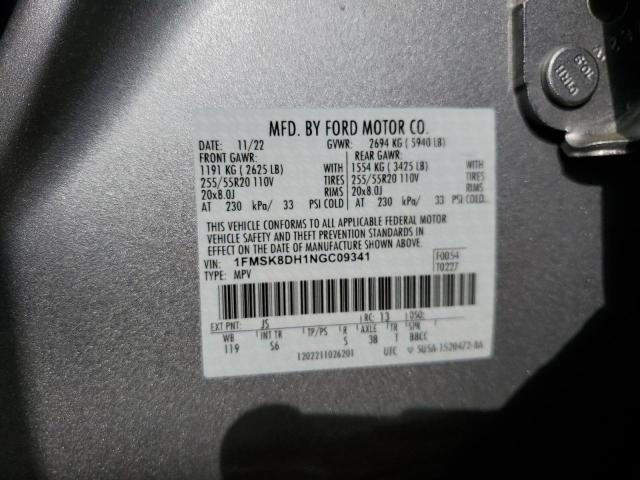 MFD. BY FORD MOTOR CO.
DATE: 11/22 GVWR: 2694 KG ( 5940 LB)
FRONT GAWR: REAR GAWR:
1191 KG ( 2625 LB) WITH 1554 KG ( 3425 LB) WITH
255/55R20 110V TIRES 255/55R20 110V TIRES
20x8.0J RIMS 20x8.0J RIMS
AT 230 kPa/ 33 PSI COLD AT 230 kPa/ 33 PSI COLD
THIS VEHICLE CONFORMS TO ALL APPLICABLE FEDERAL MOTOR
VEHICLE SAFETY AND THEFT PREVENTION STANDARDS IN
EFFECT ON THE DATE OF MANUFACTURE SHOWN ABOVE.
VIN: 1FMSK8DH1NGC09341 F0054
TYPE: MPV T0227
EXT PNT: JS RC: 13 DSO:
WB INT TR TP/PS R AXLE TR SPR
119 S6 S 3B T BBCC
1202211026201 UTC